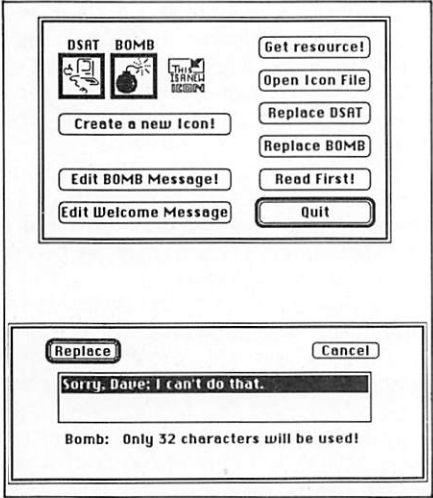 DSAT BOMB
THIS
IS A NEW
ICON
Create a new Icon!
Edit BOMB Message!
Edit Welcome Message
Get resource!
Open Icon File
Replace DSAT
Replace BOMB
Read First!
Quit
Replace
Cancel
Sorry, Dave; I can't do that.
Bomb: Only 32 characters will be used!